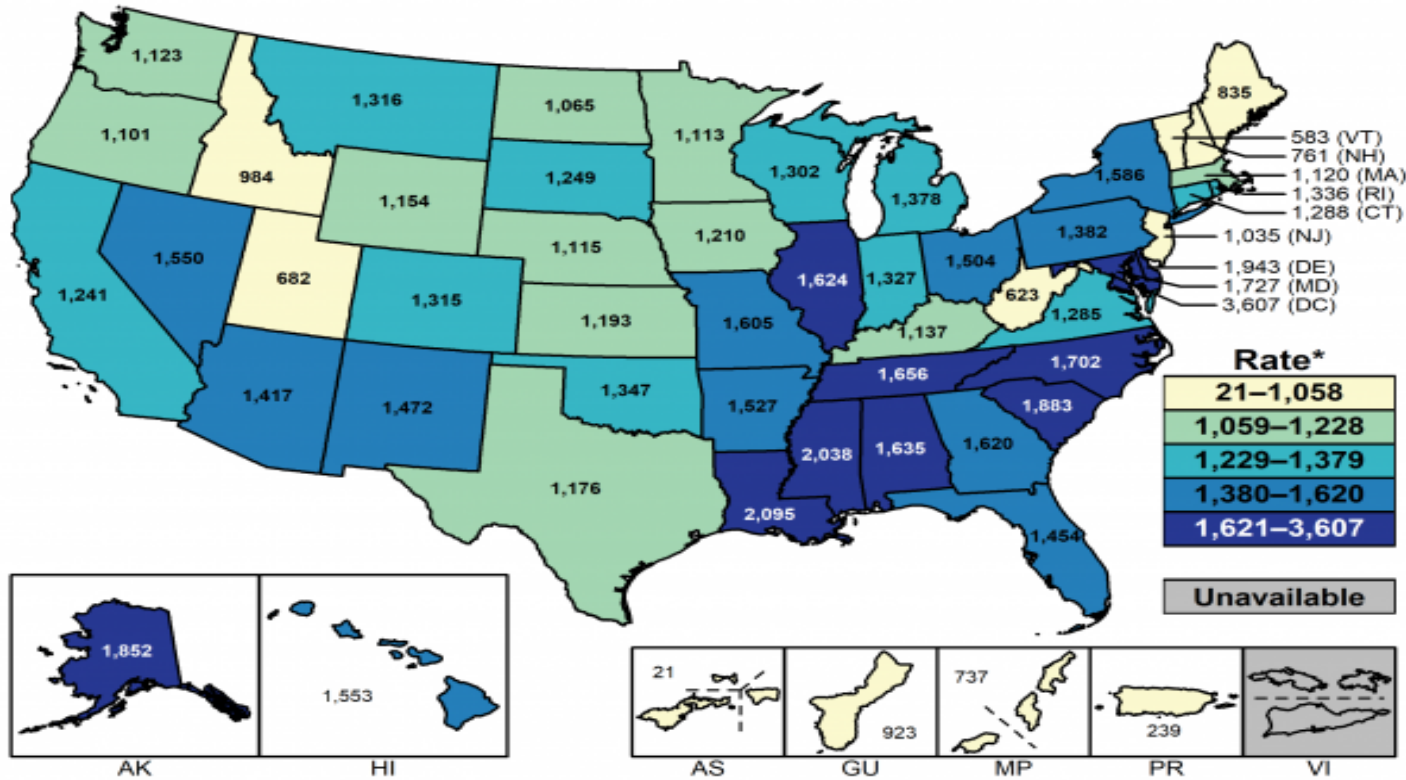 1,123
1,316
1,065
1,113
835
1,101
583 (VT)
761 (NH)
984
1,249
1,302
1,586
1,120 (MA)
1,154
1,378
1,336 (RI)
1,288 (CT)
1,115
1,210
1,382
1,035 (NJ)
1,550
1,504
682
1,624
1,327
1,943 (DE)
1,241
1,315
623
1,727 (MD)
3,607 (DC)
1,193
1,605
1,137
1,285
1,702
Rate*
1,656
1,347
21–1,058
1,417
1,472
1,527
1,883
1,059–1,228
2,038
1,635
1,620
1,229–1,379
1,176
1,380–1,620
2,095
1,454
1,621–3,607
Unavailable
1,852
1,553
21
923
737
239
AK
HI
AS
GU
MP
PR
VI